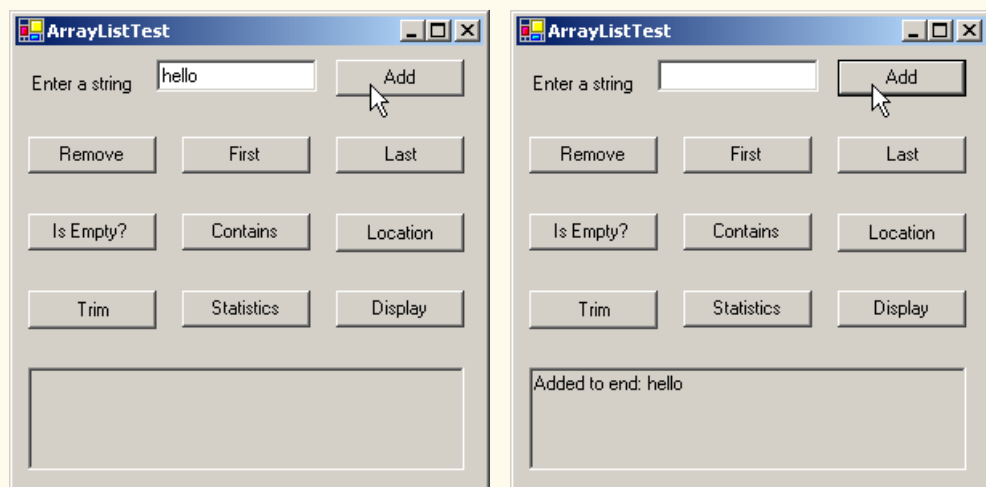 ArrayListTest
Enter a string hello Add
Remove First Last
Is Empty? Contains Location
Trim Statistics Display
ArrayListTest
Enter a string Add
Remove First Last
Is Empty? Contains Location
Trim Statistics Display
Added to end: hello